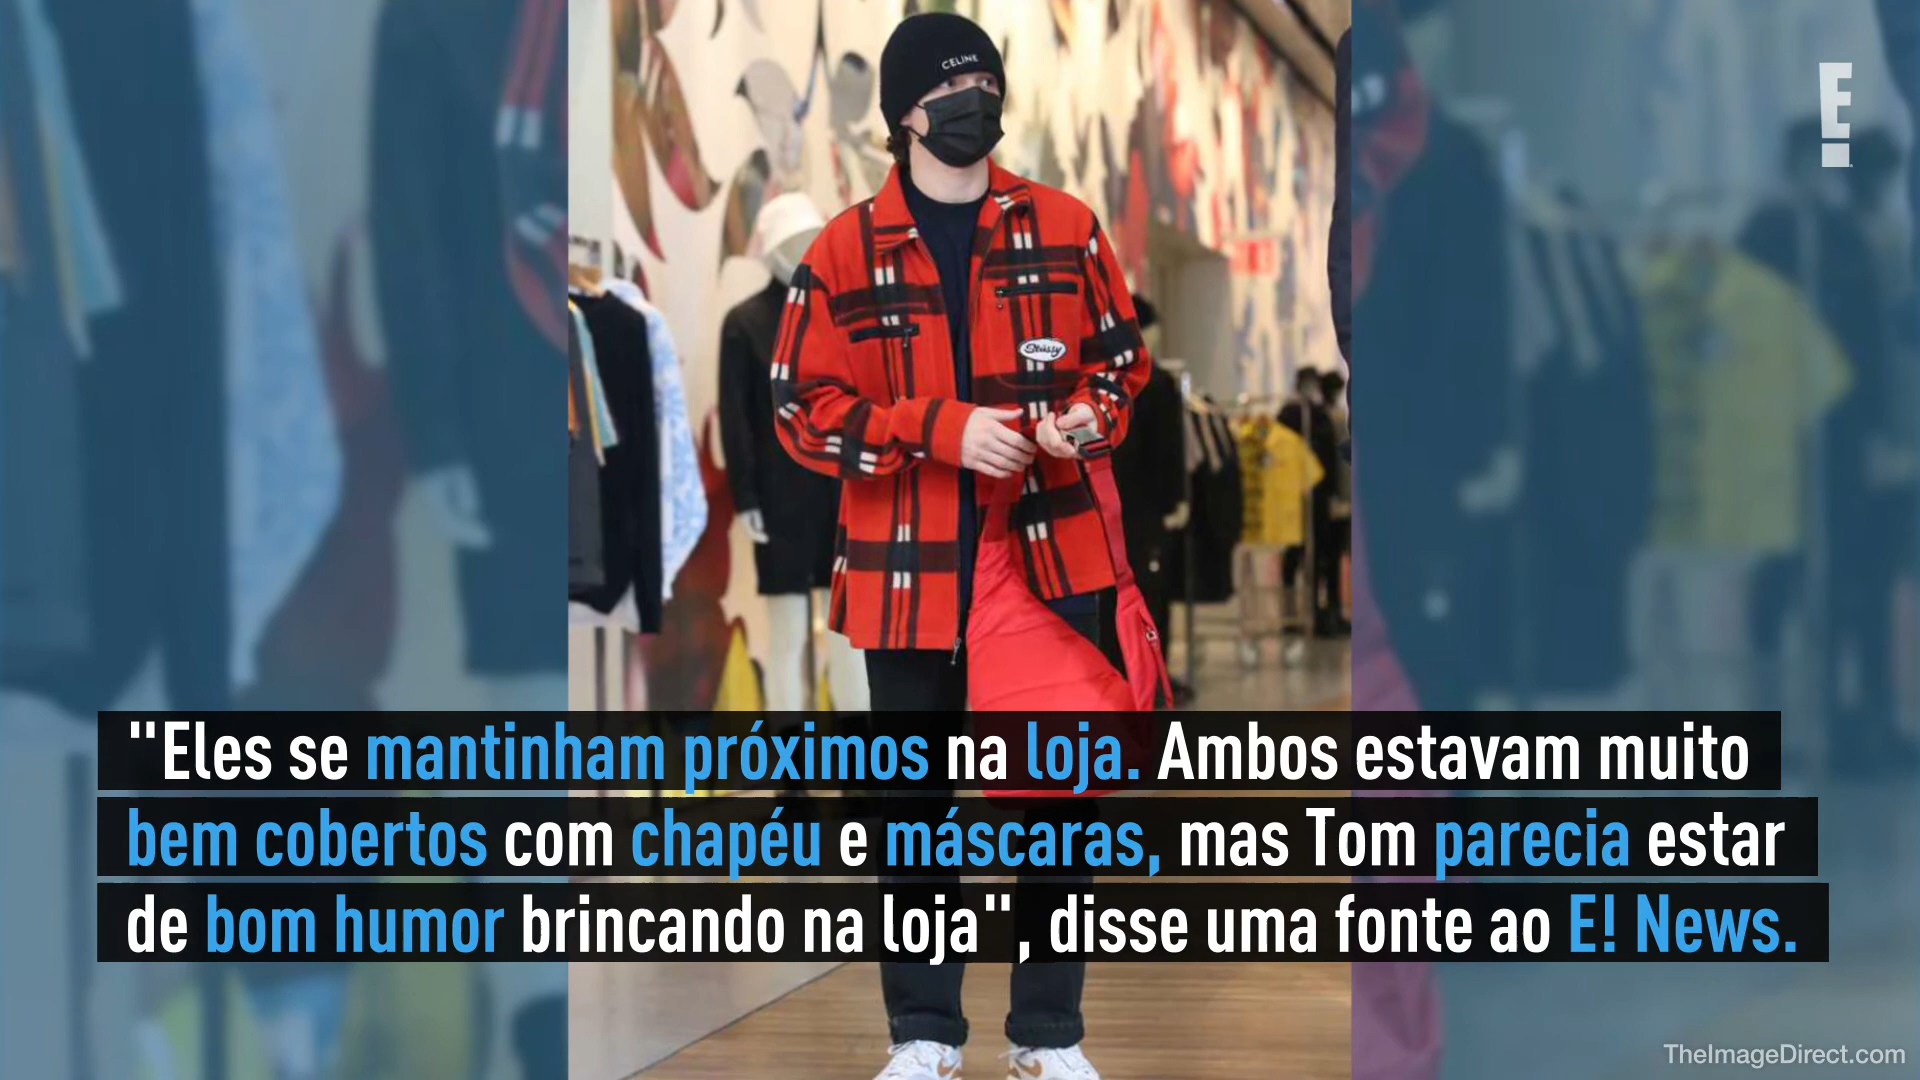 CELINE
E!
Stüssy
"Eles se mantinham próximos na loja. Ambos estavam muito
bem cobertos com chapéu e máscaras, mas Tom parecia estar
de bom humor brincando na loja", disse uma fonte ao E! News.
TheImageDirect.com